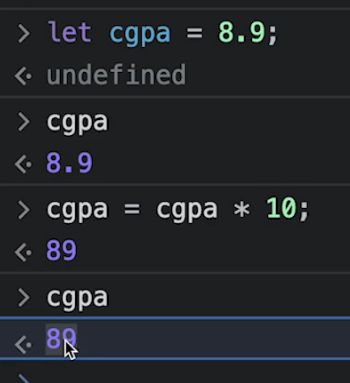 > let cgpa = 8.9;
<· undefined
> cgpa
<· 8.9
> cgpa = cgpa * 10;
<· 89
> cgpa
<· 89